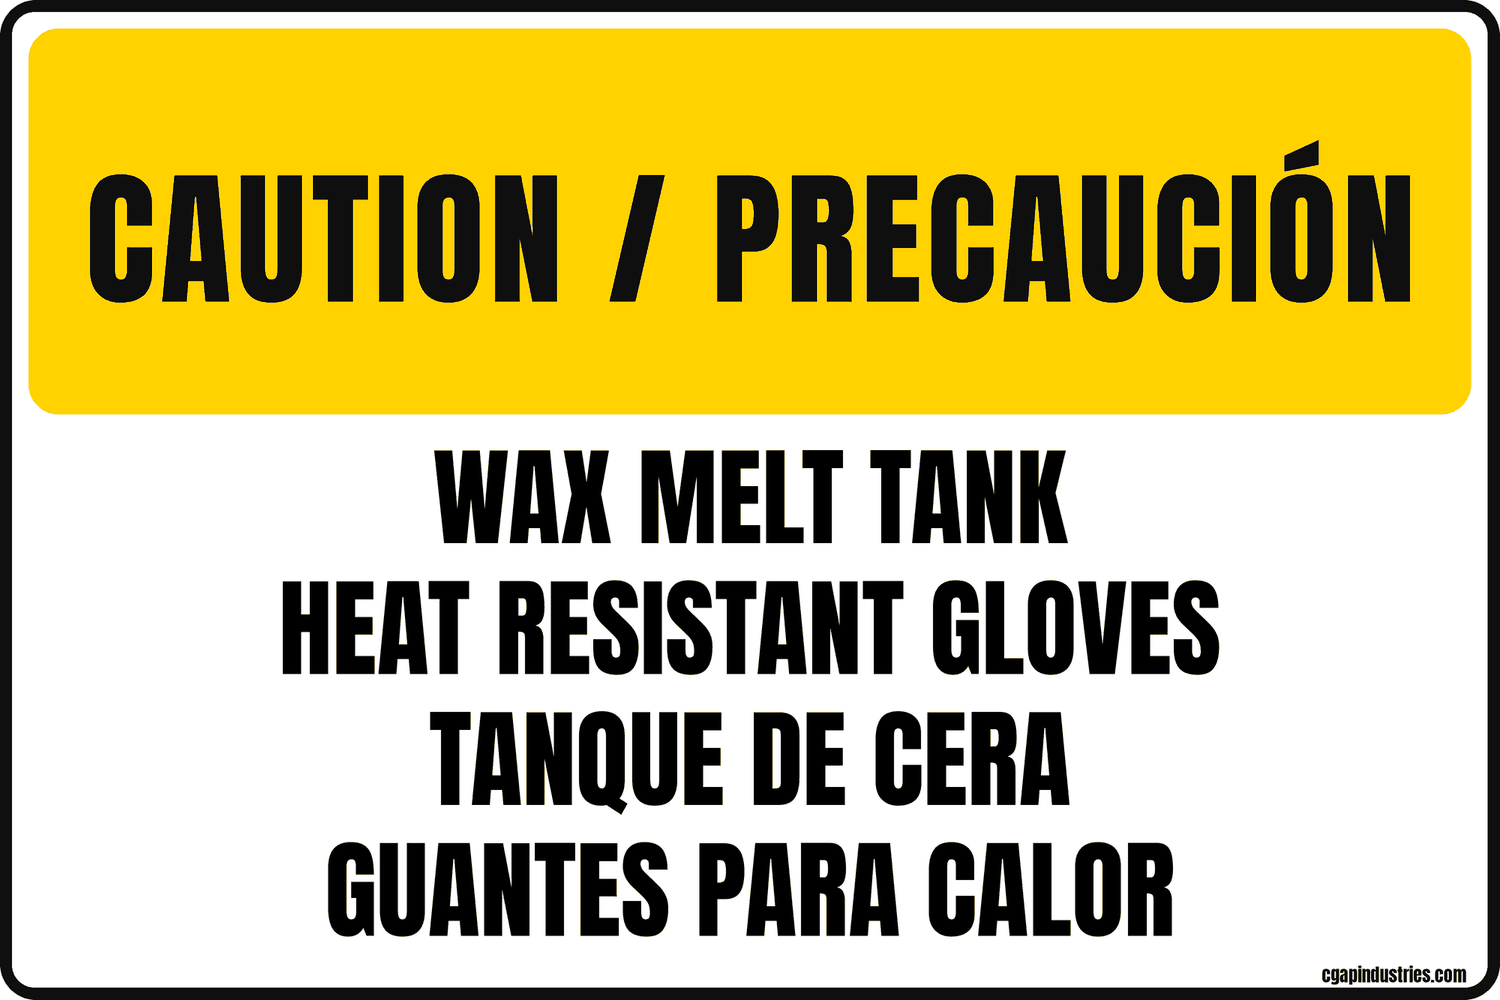 CAUTION / PRECAUCIÓN
WAX MELT TANK
HEAT RESISTANT GLOVES
TANQUE DE CERA
GUANTES PARA CALOR
cgapindustries.com